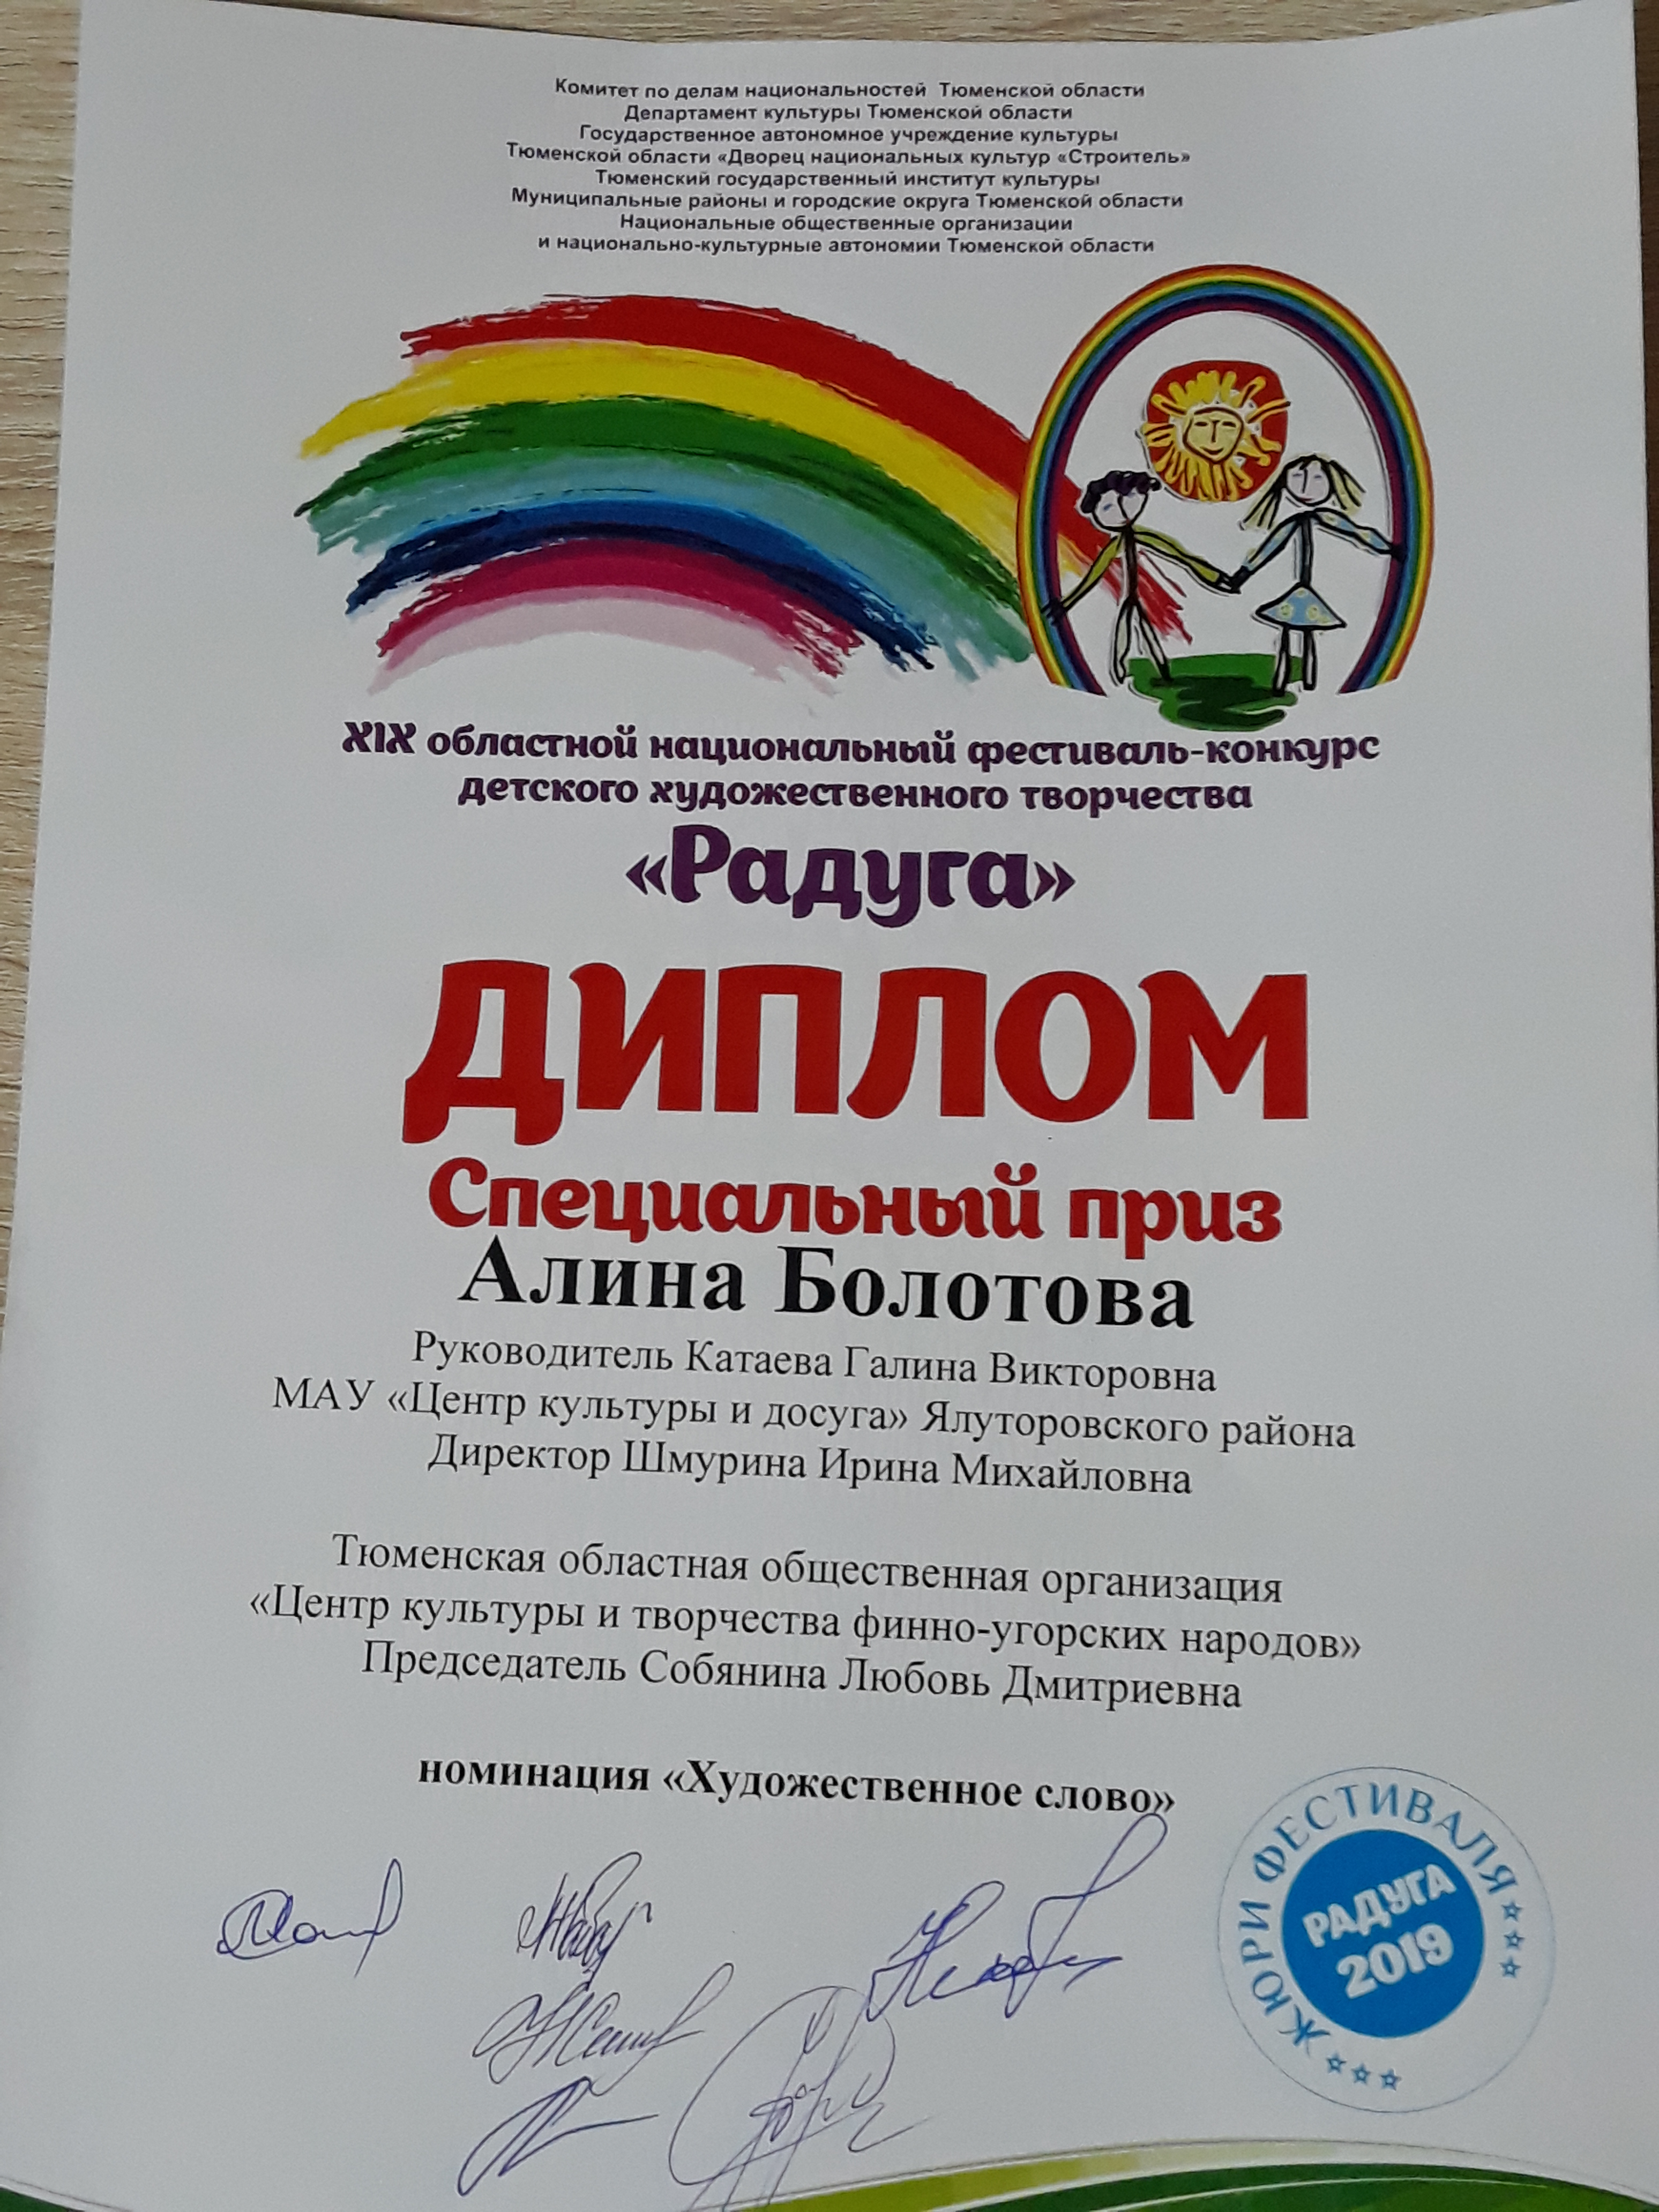 Комитет по делам национальностей Тюменской области
Департамент культуры Тюменской области
Государственное автономное учреждение культуры
Тюменской области «Дворец национальных культур «Строитель»
Тюменский государственный институт культуры
Муниципальные районы и городские округа Тюменской области
Национальные общественные организации
и национально-культурные автономии Тюменской области
XIX областной национальный фестиваль-конкурс
детского художественного творчества
«Радуга»
ДИПЛОМ
Специальный приз
Алина Болотова
Руководитель Катаева Галина Викторовна
МАУ «Центр культуры и досуга» Ялуторовского района
Директор Шмурина Ирина Михайловна
Тюменская областная общественная организация
«Центр культуры и творчества финно-угорских народов»
Председатель Собянина Любовь Дмитриевна
номинация «Художественное слово»
ЖЮРИ ФЕСТИВАЛЯ
РАДУГА
2019